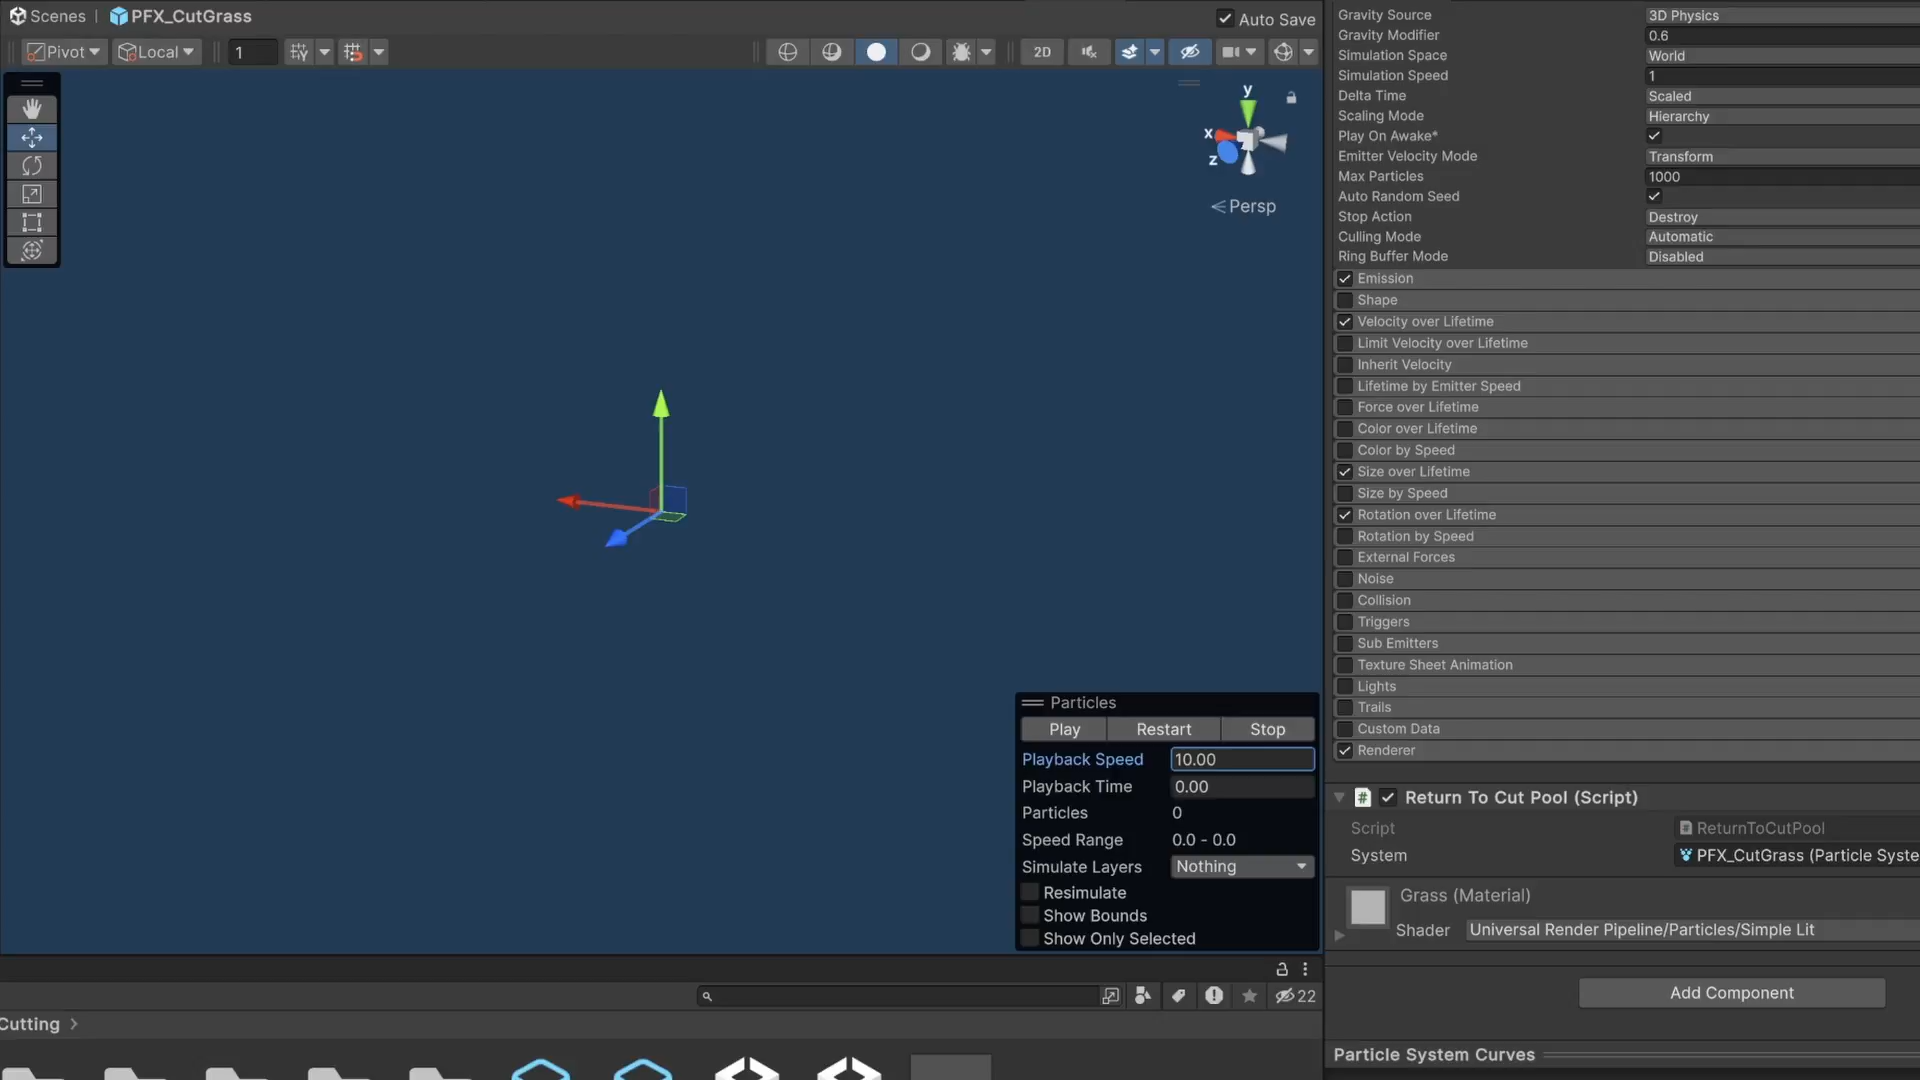 Scenes
PFX_CutGrass
Auto Save
Pivot
Local
1
2D
y
x
z
Persp
Particles
Play
Restart
Stop
Playback Speed
10.00
Playback Time
0.00
Particles
0
Speed Range
0.0 - 0.0
Simulate Layers
Nothing
Resimulate
Show Bounds
Show Only Selected
22
Cutting
Gravity Source
3D Physics
Gravity Modifier
0.6
Simulation Space
World
Simulation Speed
1
Delta Time
Scaled
Scaling Mode
Hierarchy
Play On Awake*
Emitter Velocity Mode
Transform
Max Particles
1000
Auto Random Seed
Stop Action
Destroy
Culling Mode
Automatic
Ring Buffer Mode
Disabled
Emission
Shape
Velocity over Lifetime
Limit Velocity over Lifetime
Inherit Velocity
Lifetime by Emitter Speed
Force over Lifetime
Color over Lifetime
Color by Speed
Size over Lifetime
Size by Speed
Rotation over Lifetime
Rotation by Speed
External Forces
Noise
Collision
Triggers
Sub Emitters
Texture Sheet Animation
Lights
Trails
Custom Data
Renderer
# Return To Cut Pool (Script)
Script
ReturnToCutPool
System
PFX_CutGrass (Particle Syste
Grass (Material)
Shader
Universal Render Pipeline/Particles/Simple Lit
Add Component
Particle System Curves